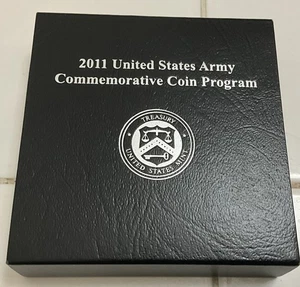 2011 United States Army
Commemorative Coin Program
TREASURY
UNITED STATES MINT